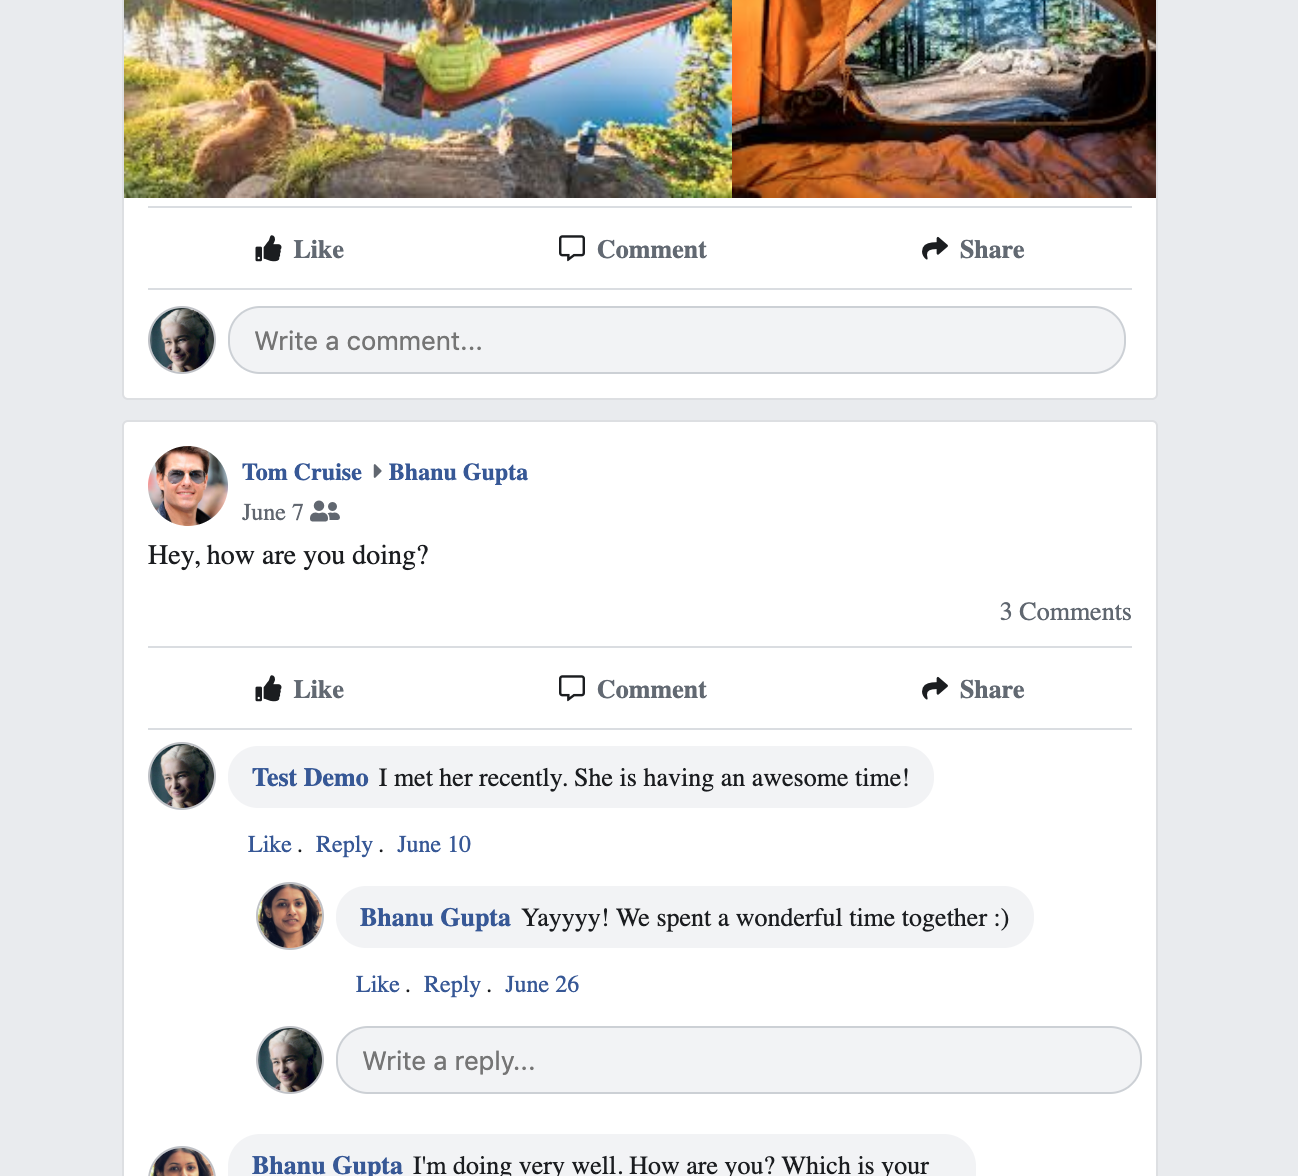 Like Comment Share
Write a comment...
Tom Cruise Bhanu Gupta
June 7
Hey, how are you doing?
3 Comments
Like Comment Share
Test Demo I met her recently. She is having an awesome time!
Like . Reply . June 10
Bhanu Gupta Yayyyy! We spent a wonderful time together :)
Like . Reply . June 26
Write a reply...
Bhanu Gupta I'm doing very well. How are you? Which is your